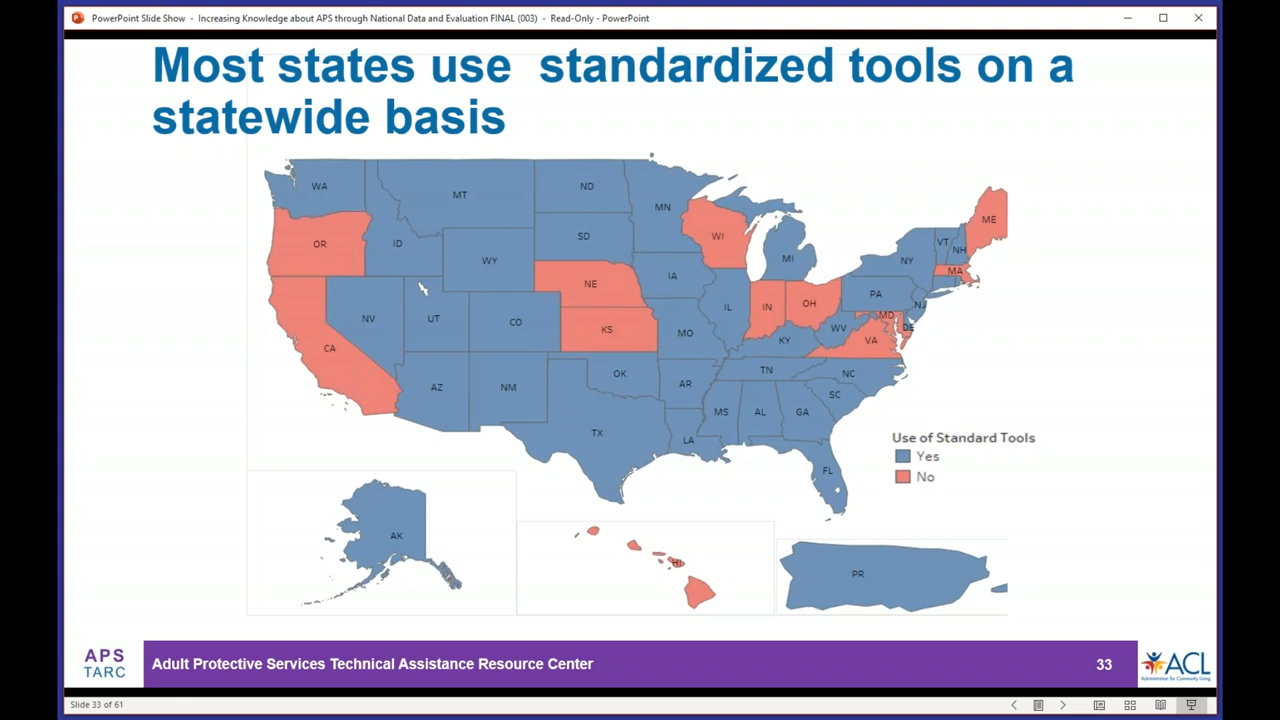 PowerPoint Slide Show - Increasing Knowledge about APS through National Data and Evaluation FINAL (003) - Read-Only - PowerPoint
Most states use standardized tools on a
statewide basis
WA
MT
ND
MN
OR
ID
WY
SD
WI
MI
NY
VT
NH
ME
MA
NE
IA
PA
NJ
NV
UT
CO
KS
MO
IL
IN
OH
WV
MD
DE
CA
KY
VA
AZ
NM
OK
AR
TN
NC
SC
TX
LA
MS
AL
GA
FL
Use of Standard Tools
Yes
No
AK
HI
PR
APS
TARC
Adult Protective Services Technical Assistance Resource Center
33
ACL
Administration for Community Living
Slide 33 of 61